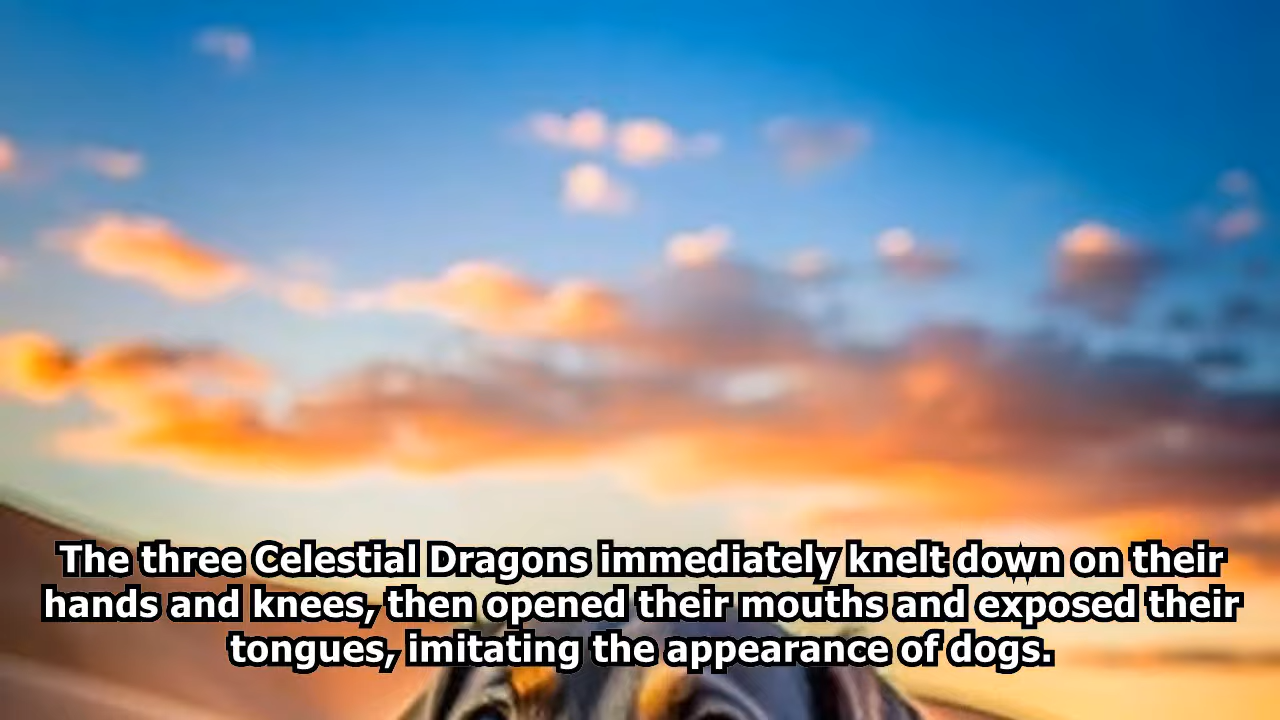 The three Celestial Dragons immediately knelt down on their
hands and knees, then opened their mouths and exposed their
tongues, imitating the appearance of dogs.